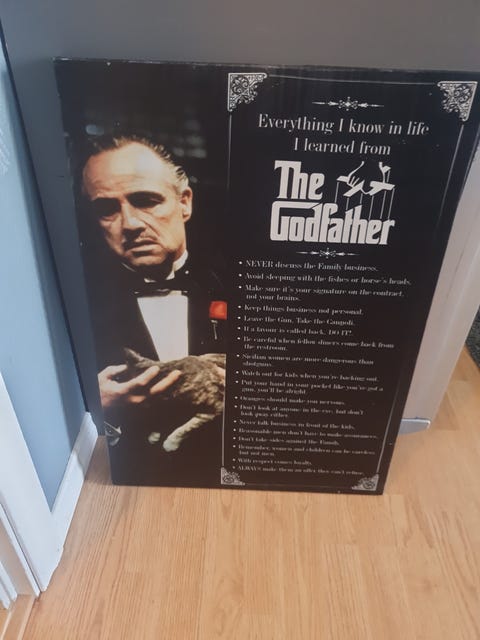 Everything I know in life
I learned from
The
Godfather
• NEVER discuss the Family business.
• Avoid sleeping with the fishes or horse's heads.
• Make sure it's your signature on the contract,
not your brains.
• Keep things business not personal.
• Leave the Gun, Take the Cannoli.
• If a favour is called back, DO IT!
• Be careful when fellow diners come back from
the restroom.
• Sicilian women are more dangerous than
shotguns.
• Watch out for kids when you're backing out.
• Put your hand in your pocket like you've got a
gun, you'll be alright.
• Oranges should make you nervous.
• Don't look at anyone in the eye, but don't
look away either.
• Never talk business in front of the kids.
• Reasonable men don't have to make assurances.
• Don't take sides against the Family.
• Remember, women and children can be careless
but not men.
• With respect comes loyalty.
• ALWAYS make them an offer they can't refuse.